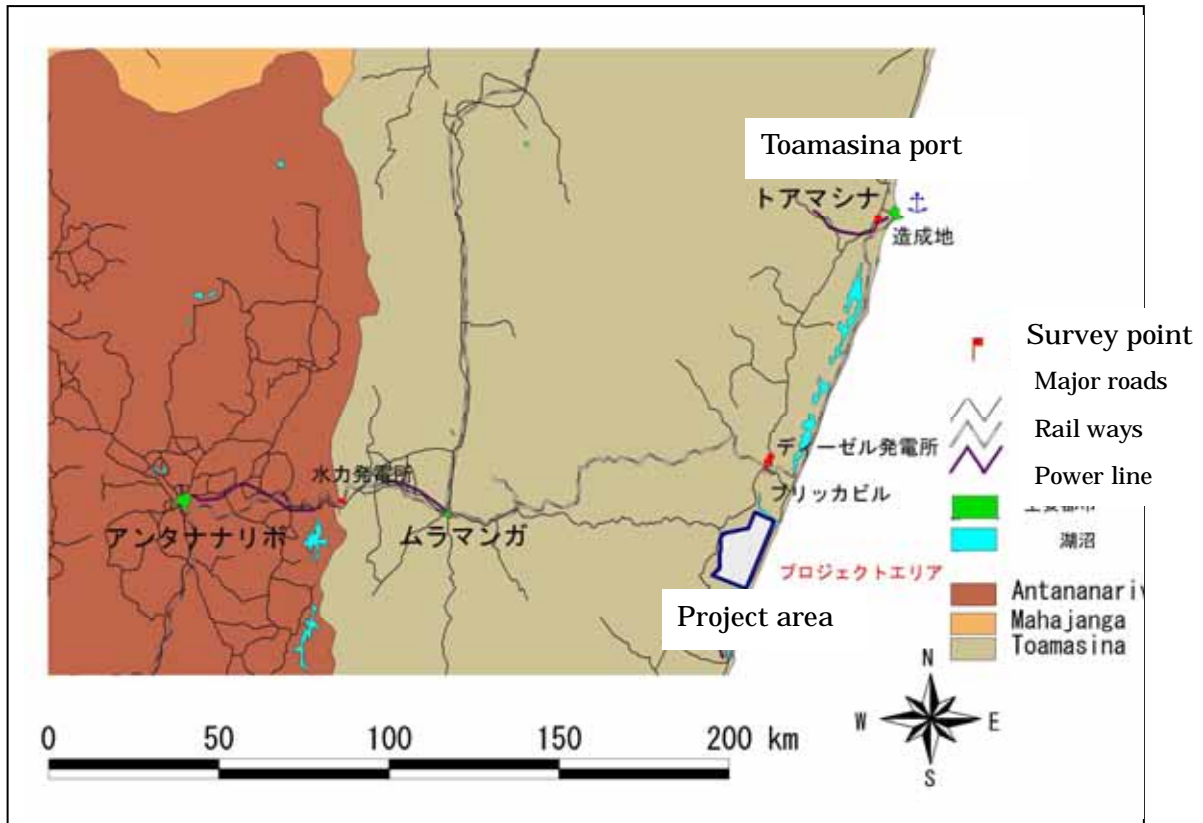 Toamasina port
トアマシナ
造成地
Survey point
Major roads
Rail ways
Power line
湖沼
ディーゼル発電所
ブリッカビル
水力発電所
アンタナナリボ
ムラマンガ
プロジェクトエリア
Project area
Antananari
Mahajanga
Toamasina
N
W
E
S
0 50 100 150 200 km